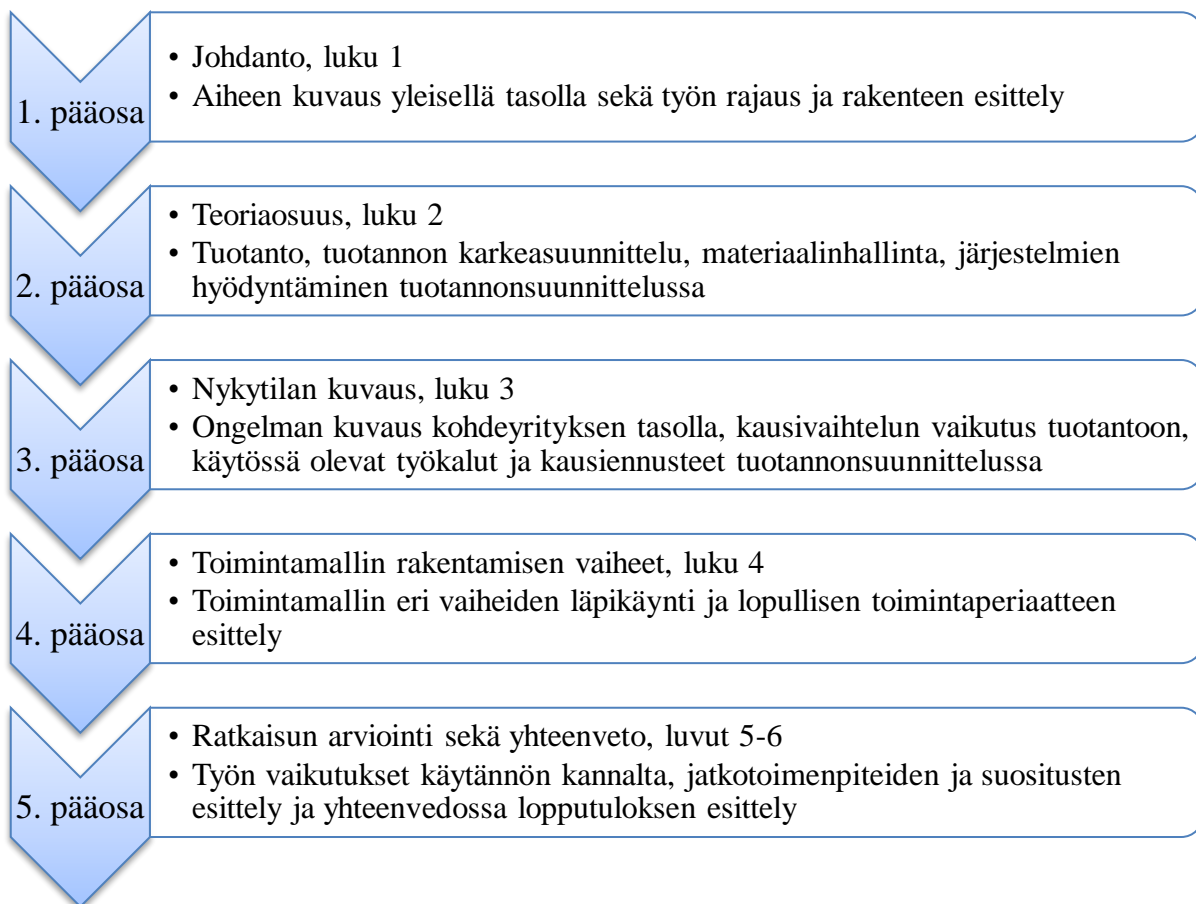 1. pääosa
• Johdanto, luku 1
• Aiheen kuvaus yleisellä tasolla sekä työn rajaus ja rakenteen esittely
2. pääosa
• Teoriaosuus, luku 2
• Tuotanto, tuotannon karkeasuunnittelu, materiaalinhallinta, järjestelmien
hyödyntäminen tuotannonsuunnittelussa
3. pääosa
• Nykytilan kuvaus, luku 3
• Ongelman kuvaus kohdeyrityksen tasolla, kausivaihtelun vaikutus tuotantoon,
käytössä olevat työkalut ja kausiennusteet tuotannonsuunnittelussa
4. pääosa
• Toimintamallin rakentamisen vaiheet, luku 4
• Toimintamallin eri vaiheiden läpikäynti ja lopullisen toimintaperiaatteen
esittely
5. pääosa
• Ratkaisun arviointi sekä yhteenveto, luvut 5-6
• Työn vaikutukset käytännön kannalta, jatkotoimenpiteiden ja suositusten
esittely ja yhteenvedossa lopputuloksen esittely